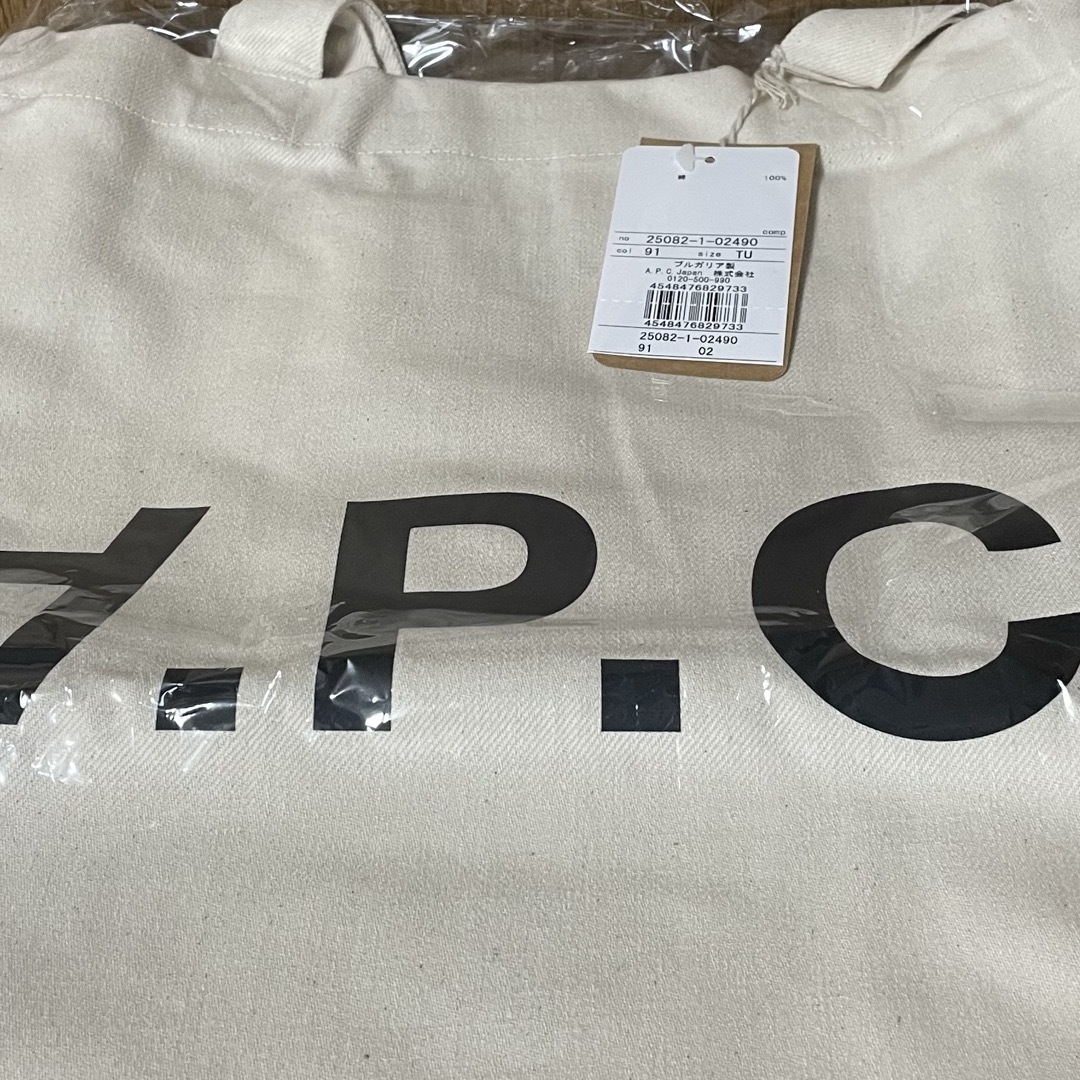 綿 100%
comp
no 25082-1-02490
col 91 size TU
ブルガリア製
A.P.C.Japan 株式会社
0120-500-990
4548476829733
4548476829733
25082-1-02490
91 02
A.P.C